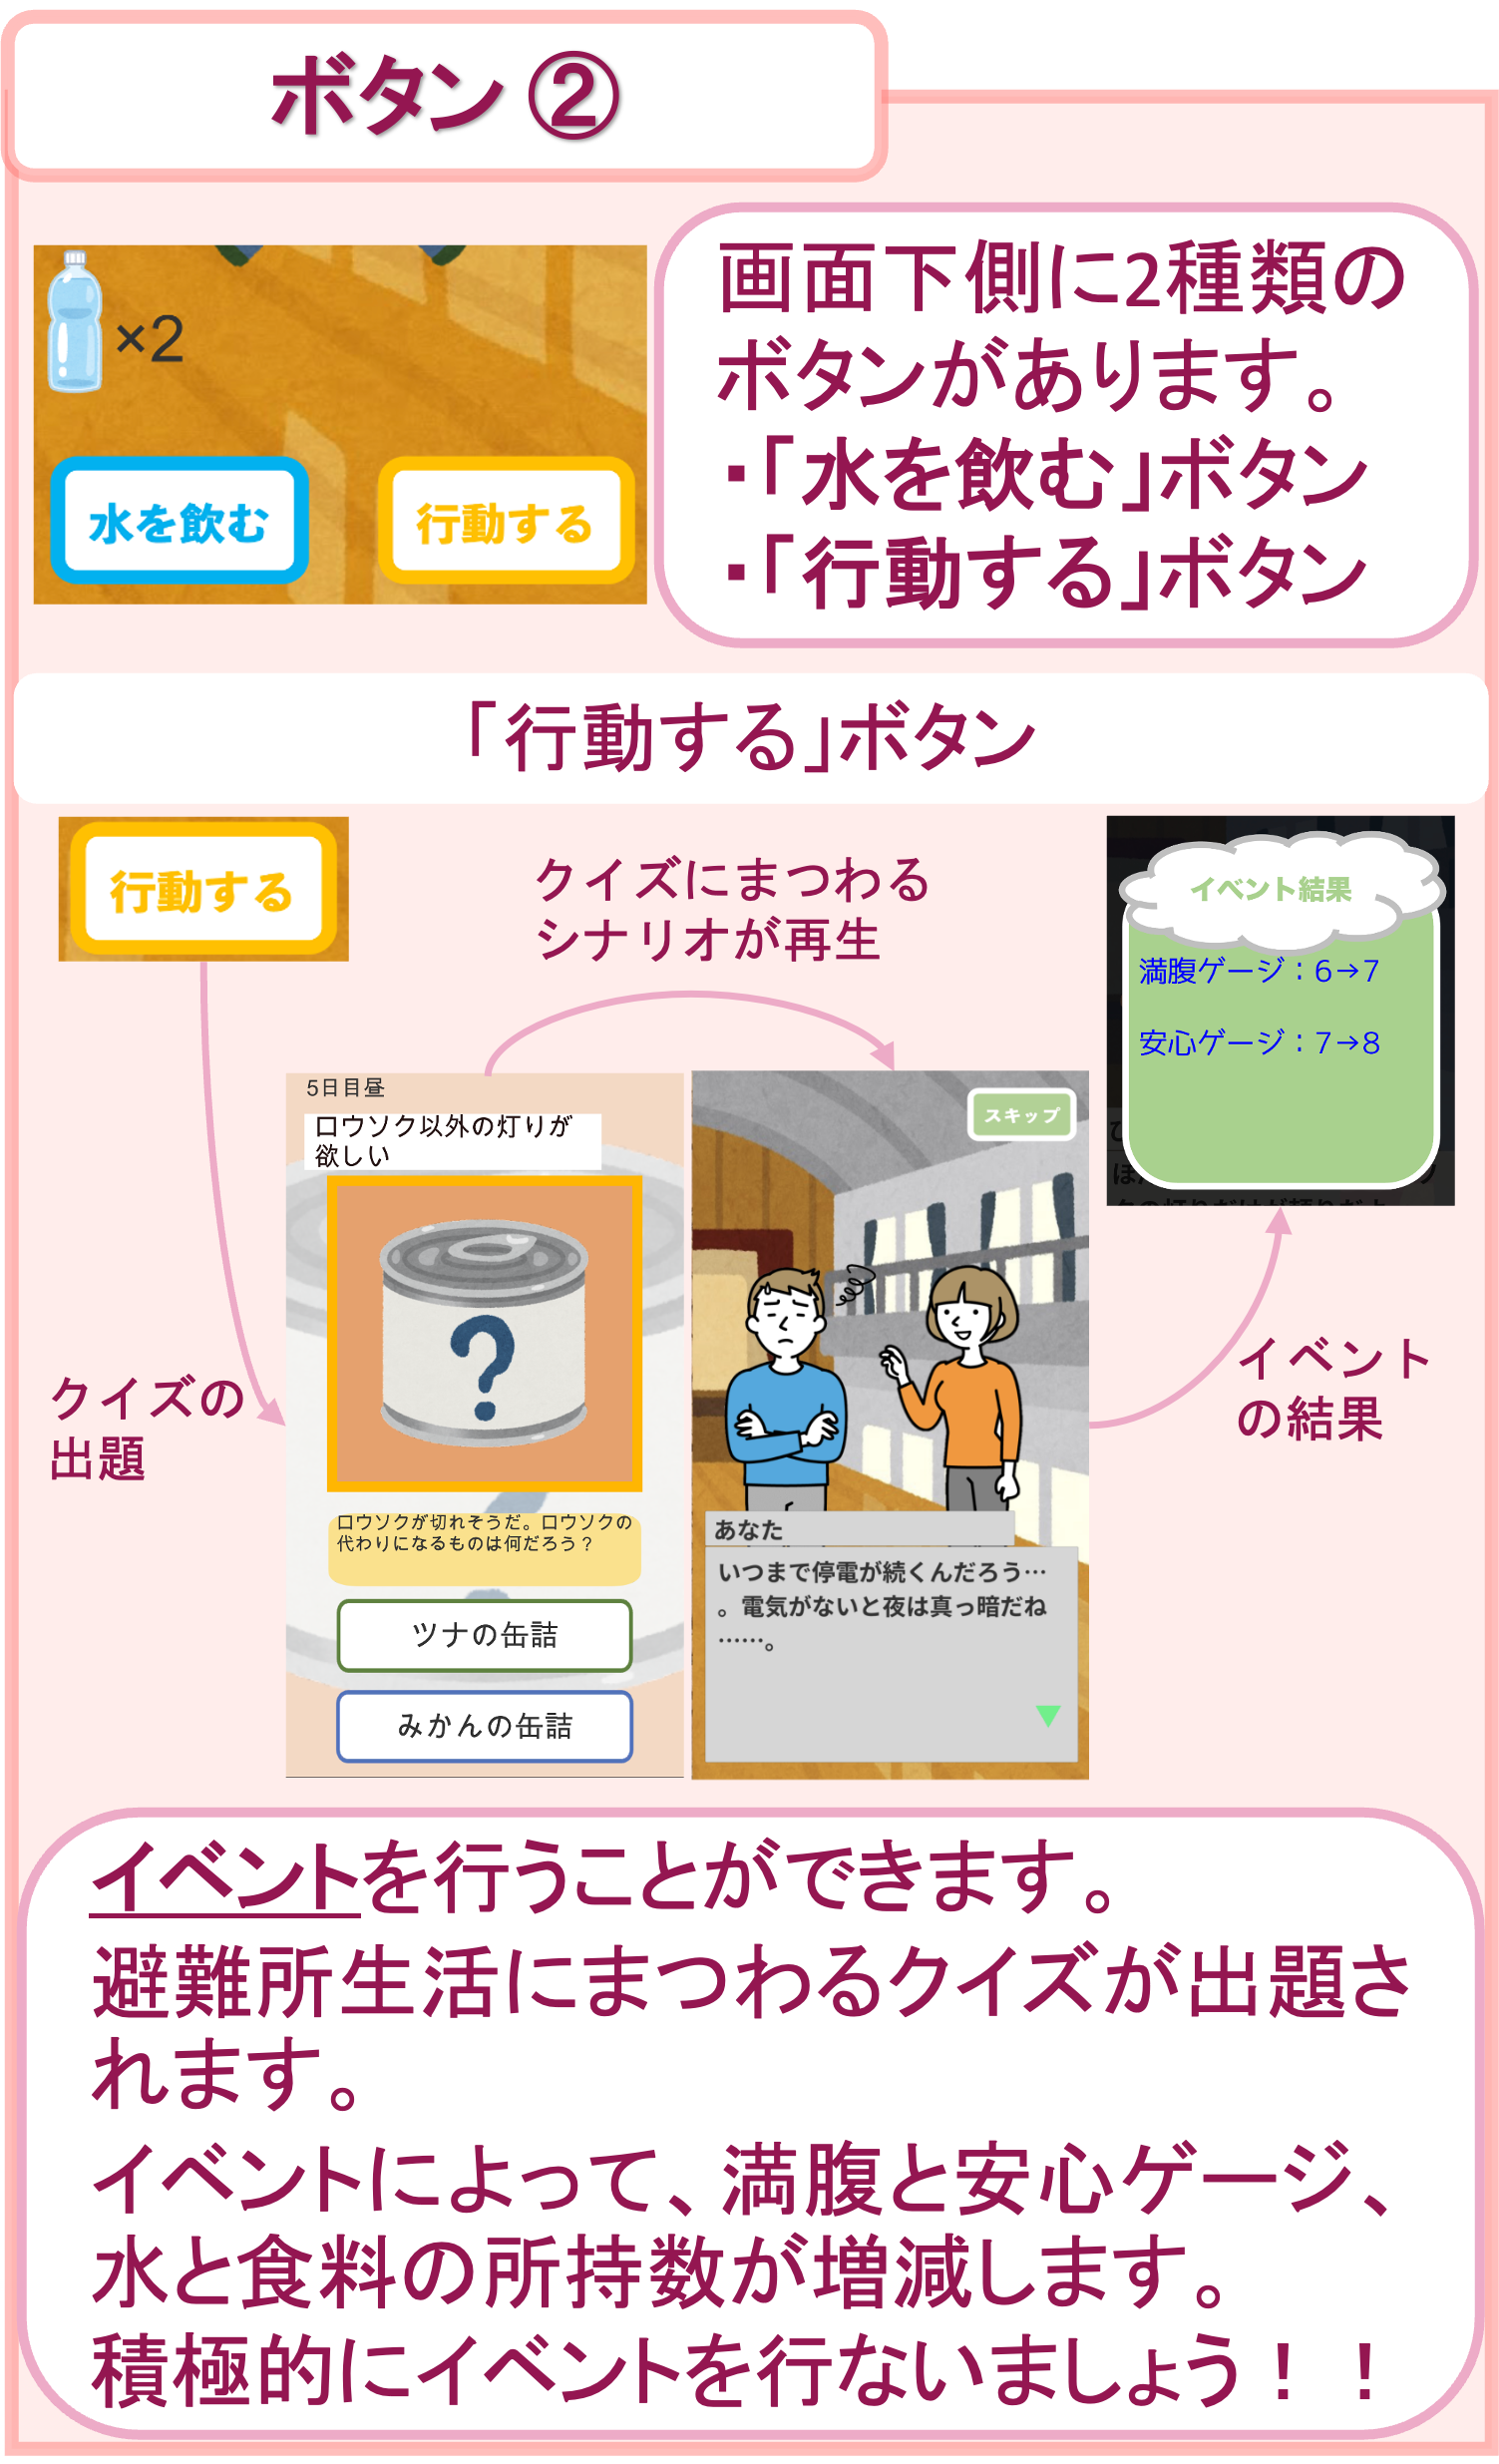 ボタン ②
×2
水を飲む
行動する
画面下側に2種類の
ボタンがあります。
・「水を飲む」ボタン
・「行動する」ボタン
「行動する」ボタン
行動する
クイズにまつわる
シナリオが再生
イベント結果
満腹ゲージ：6→7
安心ゲージ：7→8
クイズの
出題
5日目昼
ロウソク以外の灯りが
欲しい
?
ロウソクが切れそうだ。ロウソクの
代わりになるものは何だろう？
ツナの缶詰
みかんの缶詰
スキップ
あなた
いつまで停電が続くんだろう…
。電気がないと夜は真っ暗だね
……。
イベント
の結果
イベントを行うことができます。
避難所生活にまつわるクイズが出題さ
れます。
イベントによって、満腹と安心ゲージ、
水と食料の所持数が増減します。
積極的にイベントを行ないましょう！！